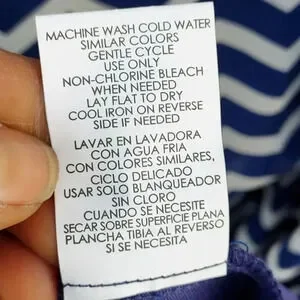 MACHINE WASH COLD WATER
SIMILAR COLORS
GENTLE CYCLE
USE ONLY
NON-CHLORINE BLEACH
WHEN NEEDED
LAY FLAT TO DRY
COOL IRON ON REVERSE
SIDE IF NEEDED
LAVAR EN LAVADORA
CON AGUA FRIA
CON COLORES SIMILARES,
CICLO DELICADO
USAR SOLO BLANQUEADOR
SIN CLORO
CUANDO SE NECESITE
SECAR SOBRE SUPERFICIE PLANA
PLANCHA TIBIA AL REVERSO
SI SE NECESITA